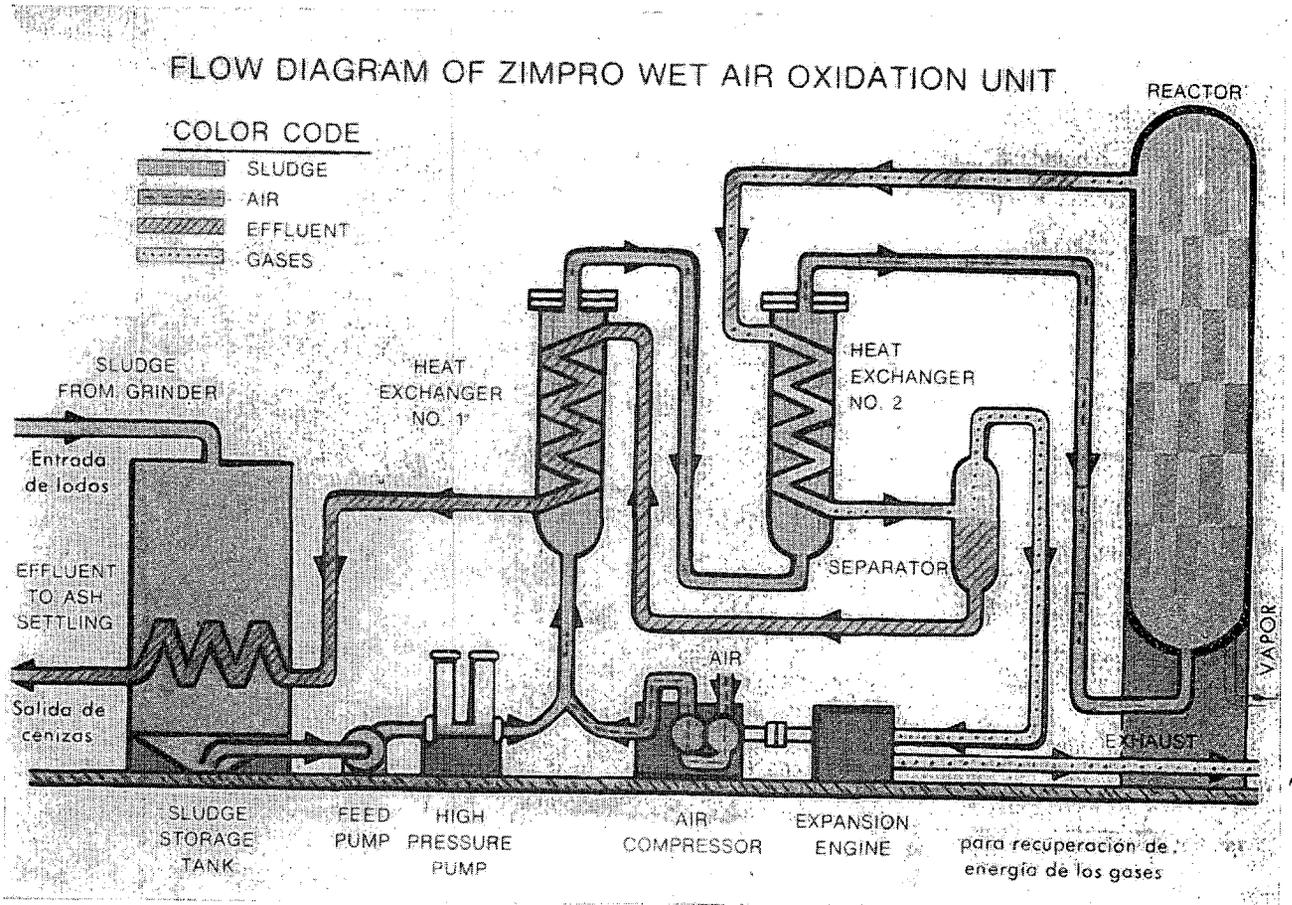 FLOW DIAGRAM OF ZIMPRO WET AIR OXIDATION UNIT
REACTOR
COLOR CODE
SLUDGE
AIR
EFFLUENT
GASES
SLUDGE
FROM GRINDER
HEAT
EXCHANGER
NO. 1
HEAT
EXCHANGER
NO. 2
Entrada
de lodos
EFFLUENT
TO ASH
SETTLING
SEPARATOR
VAPOR
AIR
Salida de
cenizas
EXHAUST
SLUDGE
STORAGE
TANK
FEED
PUMP
HIGH
PRESSURE
PUMP
AIR
COMPRESSOR
EXPANSION
ENGINE
para recuperación de
energía de los gases